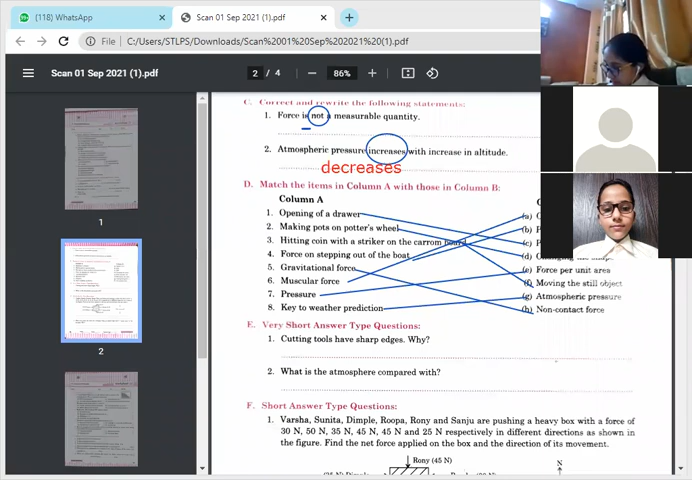 (118) WhatsApp
Scan 01 Sep 2021 (1).pdf
File
C:/Users/STLPS/Downloads/Scan%2001%20Sep%202021%20(1).pdf
Scan 01 Sep 2021 (1).pdf
2 / 4
86%
C. Correct and rewrite the following statements:
1. Force is not a measurable quantity.
2. Atmospheric pressure increases with increase in altitude.
decreases
D. Match the items in Column A with those in Column B:
Column A
1. Opening of a drawer
(a)
2. Making pots on potter's wheel
(b)
3. Hitting coin with a striker on the carrom board
(c)
4. Force on stepping out of the boat
(d)
5. Gravitational force
(e) Force per unit area
6. Muscular force
(f) Moving the still object
7. Pressure
(g) Atmospheric pressure
8. Key to weather prediction
(h) Non-contact force
E. Very Short Answer Type Questions:
1. Cutting tools have sharp edges. Why?
2. What is the atmosphere compared with?
F. Short Answer Type Questions:
1. Varsha, Sunita, Dimple, Roopa, Rony and Sanju are pushing a heavy box with a force of
30 N, 50 N, 35 N, 45 N, 45 N and 25 N respectively in different directions as shown in
the figure. Find the net force applied on the box and the direction of its movement.
Rony (45 N)
N
1
2